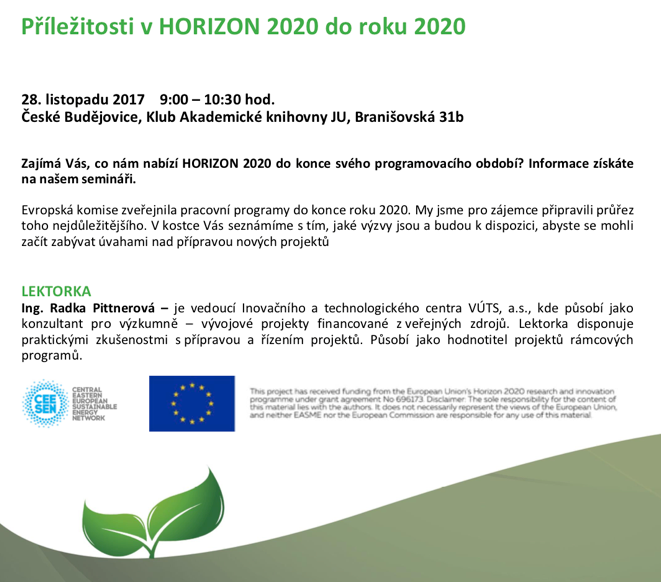 Příležitosti v HORIZON 2020 do roku 2020
28. listopadu 2017 9:00 – 10:30 hod.
České Budějovice, Klub Akademické knihovny JU, Branišovská 31b
Zajímá Vás, co nám nabízí HORIZON 2020 do konce svého programovacího období? Informace získáte
na našem semináři.
Evropská komise zveřejnila pracovní programy do konce roku 2020. My jsme pro zájemce připravili průřez
toho nejdůležitějšího. V kostce Vás seznámíme s tím, jaké výzvy jsou a budou k dispozici, abyste se mohli
začít zabývat úvahami nad přípravou nových projektů
LEKTORKA
Ing. Radka Pittnerová – je vedoucí Inovačního a technologického centra VÚTS, a.s., kde působí jako
konzultant pro výzkumně – vývojové projekty financované z veřejných zdrojů. Lektorka disponuje
praktickými zkušenostmi s přípravou a řízením projektů. Působí jako hodnotitel projektů rámcových
programů.
CEE
SEN
CENTRAL
EASTERN
EUROPEAN
SUSTAINABLE
ENERGY
NETWORK
This project has received funding from the European Union's Horizon 2020 research and innovation
programme under grant agreement No 696173. Disclaimer: The sole responsibility for the content of
this material lies with the authors. It does not necessarily represent the views of the European Union,
and neither EASME nor the European Commission are responsible for any use of this material.